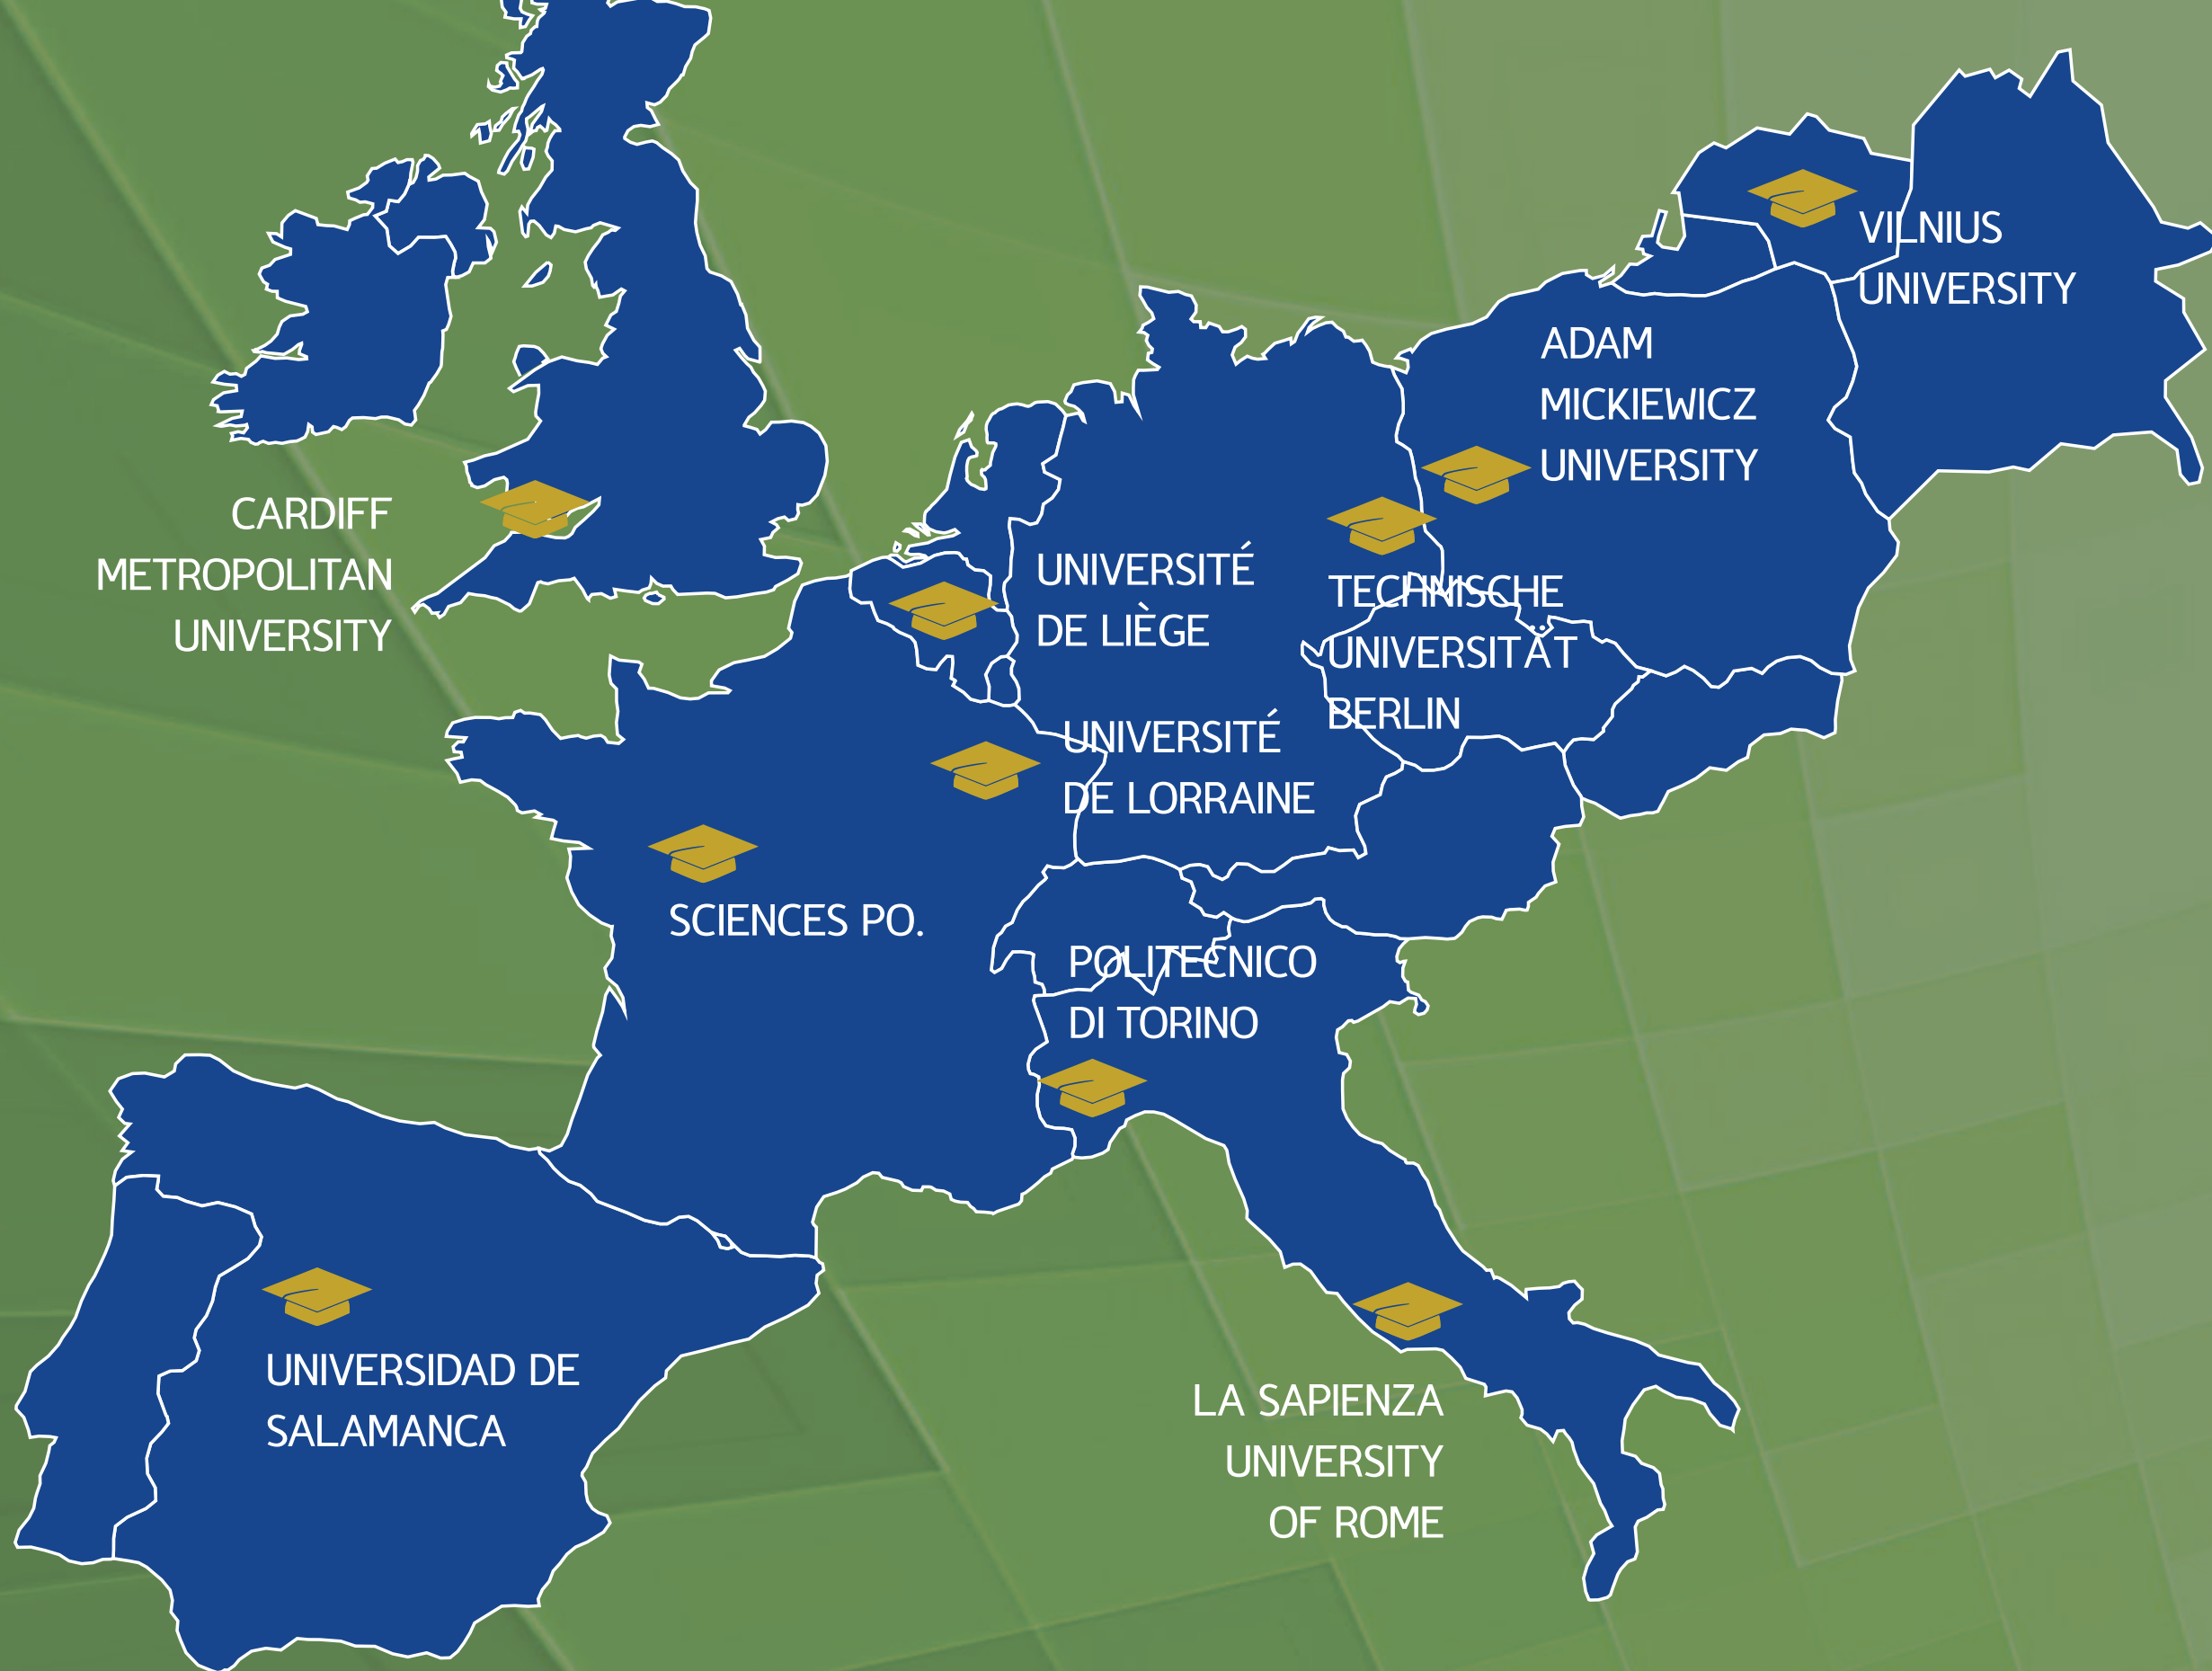 VILNIUS
UNIVERSITY
ADAM
MICKIEWICZ
UNIVERSITY
CARDIFF
METROPOLITAN
UNIVERSITY
UNIVERSITÉ
DE LIÈGE
TECHNISCHE
UNIVERSITÄT
BERLIN
UNIVERSITÉ
DE LORRAINE
SCIENCES PO.
POLITECNICO
DI TORINO
UNIVERSIDAD DE
SALAMANCA
LA SAPIENZA
UNIVERSITY
OF ROME